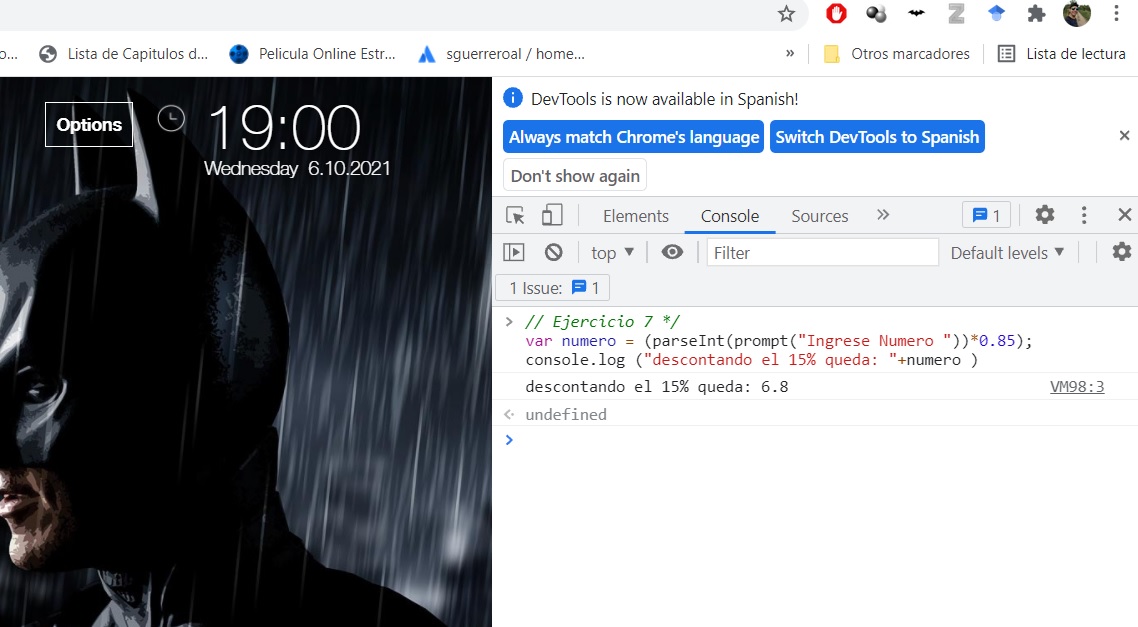 o... Lista de Capitulos d... Pelicula Online Estr... sguerreroal / home... » Otros marcadores Lista de lectura
Options
19:00
Wednesday 6.10.2021
DevTools is now available in Spanish!
Always match Chrome's language Switch DevTools to Spanish
Don't show again
Elements Console Sources » 1
top ▼ Filter Default levels ▼
1 Issue: 1
> // Ejercicio 7 */
var numero = (parseInt(prompt("Ingrese Numero "))*0.85);
console.log ("descontando el 15% queda: "+numero )
descontando el 15% queda: 6.8 VM98:3
undefined
>